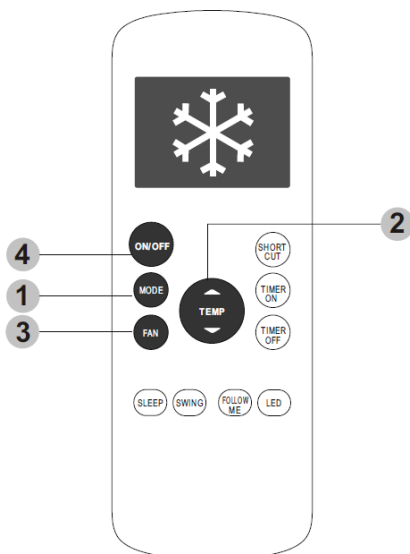 2
4
ON/OFF
SHORT
CUT
1
MODE
TEMP
TIMER
ON
3
FAN
TIMER
OFF
SLEEP
SWING
FOLLOW
ME
LED